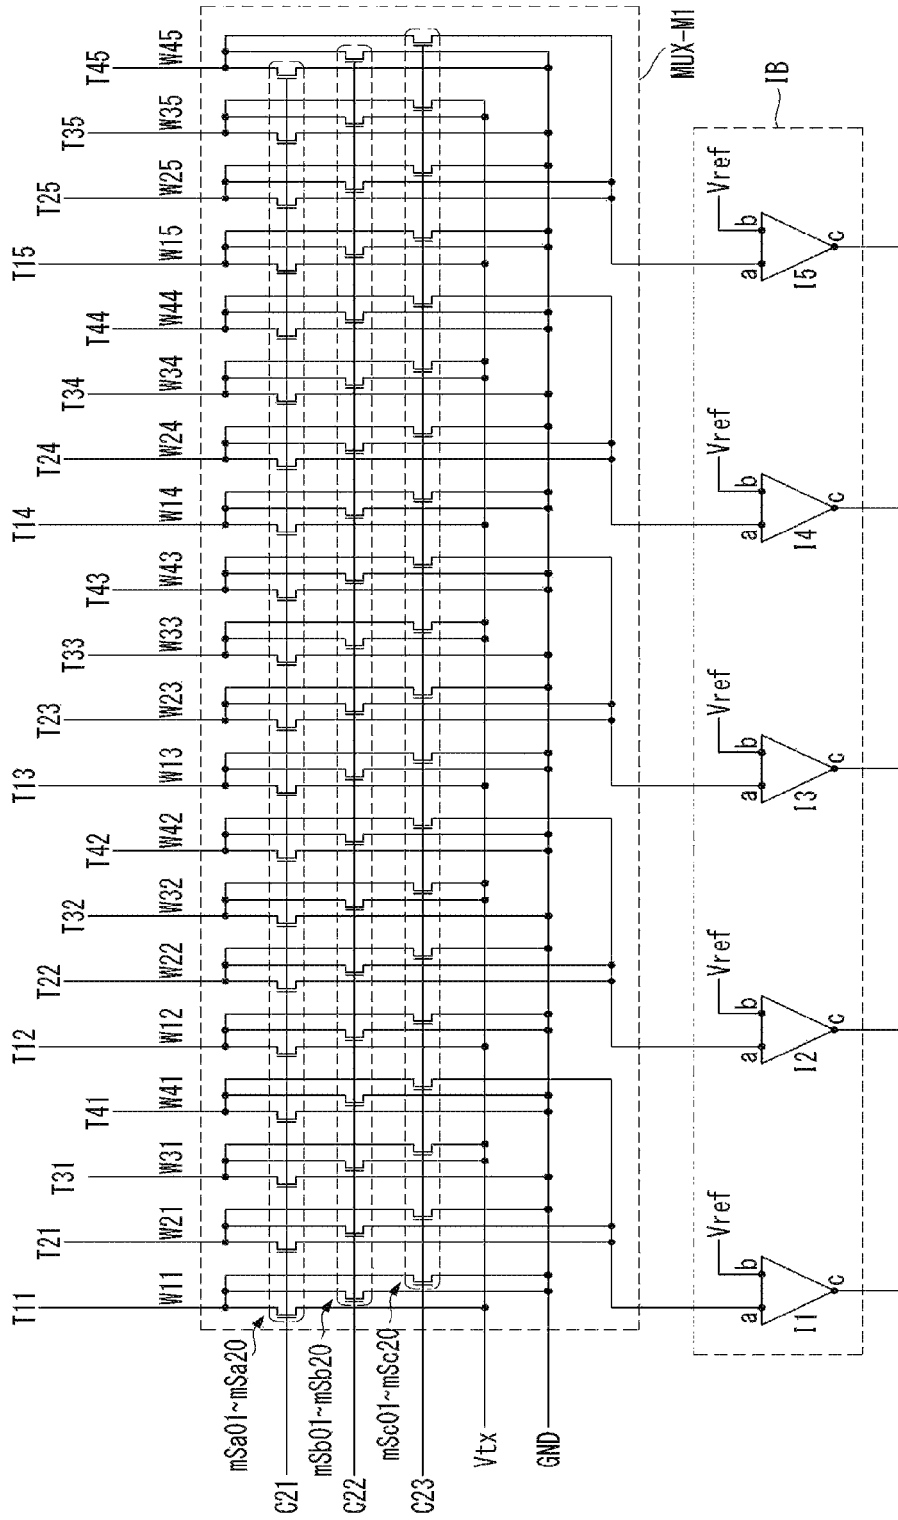 T11
T21
T31
T41
T12
T22
T32
T42
T13
T23
T33
T43
T14
T24
T34
T44
T15
T25
T35
T45
W11
W21
W31
W41
W12
W22
W32
W42
W13
W23
W33
W43
W14
W24
W34
W44
W15
W25
W35
W45
mSa01~mSa20
C21
mSb01~mSb20
C22
mSc01~mSc20
C23
Vtx
GND
MUX-M1
IB
Vref
Vref
Vref
Vref
Vref
a
b
a
b
a
b
a
b
a
b
I1
I2
I3
I4
I5
c
c
c
c
c